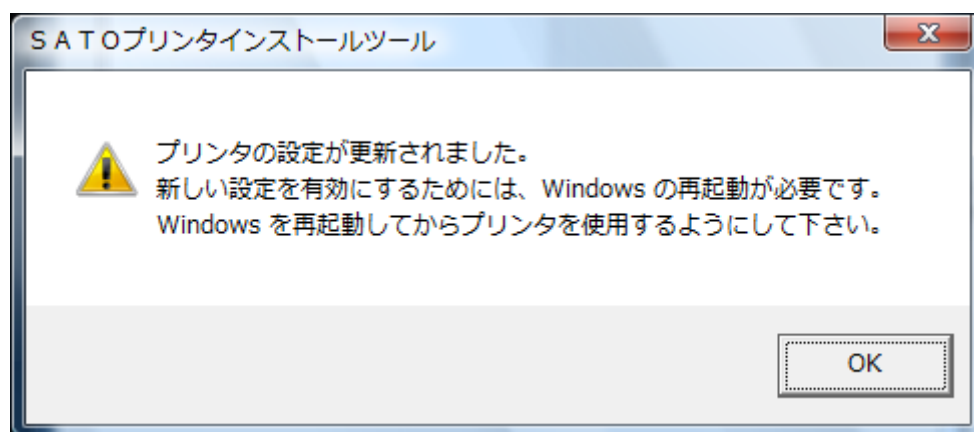 ＳＡＴＯプリンタインストールツール
プリンタの設定が更新されました。
新しい設定を有効にするためには、Windows の再起動が必要です。
Windows を再起動してからプリンタを使用するようにして下さい。
OK